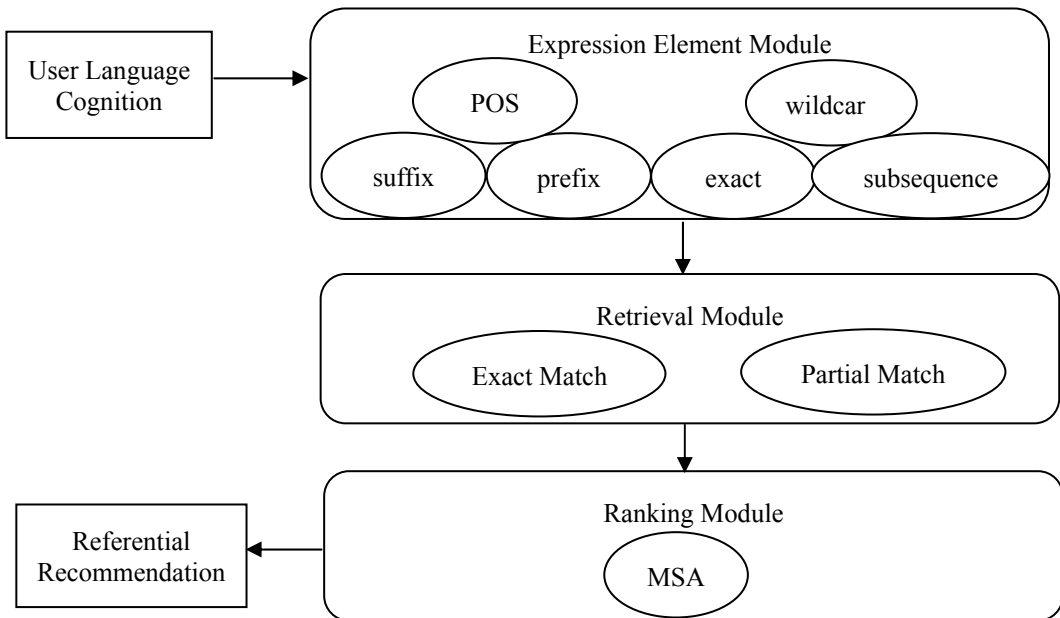 User Language
Cognition
Expression Element Module
POS
wildcar
suffix
prefix
exact
subsequence
Retrieval Module
Exact Match
Partial Match
Ranking Module
MSA
Referential
Recommendation